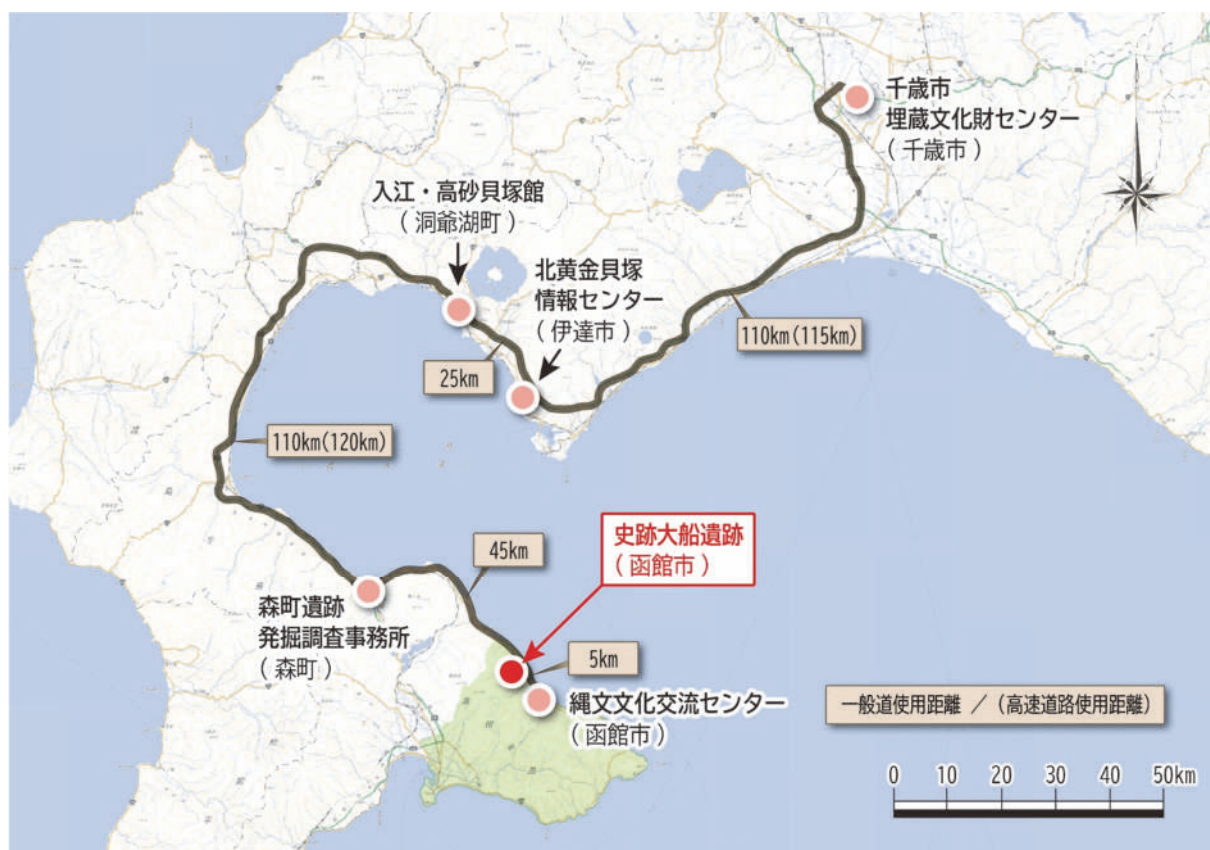 千歳市
埋蔵文化財センター
（千歳市）
入江・高砂貝塚館
（洞爺湖町）
北黄金貝塚
情報センター
（伊達市）
110km(115km)
25km
110km(120km)
史跡大船遺跡
（函館市）
45km
森町遺跡
発掘調査事務所
（森町）
5km
縄文文化交流センター
（函館市）
一般道使用距離 ／（高速道路使用距離）
0 10 20 30 40 50km